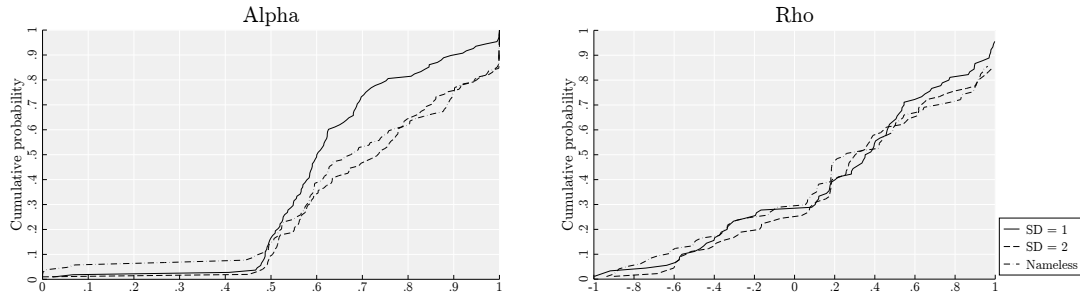 Alpha
Cumulative probability
0 .1 .2 .3 .4 .5 .6 .7 .8 .9 1
0 .1 .2 .3 .4 .5 .6 .7 .8 .9 1
Rho
Cumulative probability
0 .1 .2 .3 .4 .5 .6 .7 .8 .9 1
-1 -.8 -.6 -.4 -.2 0 .2 .4 .6 .8 1
SD = 1
SD = 2
Nameless